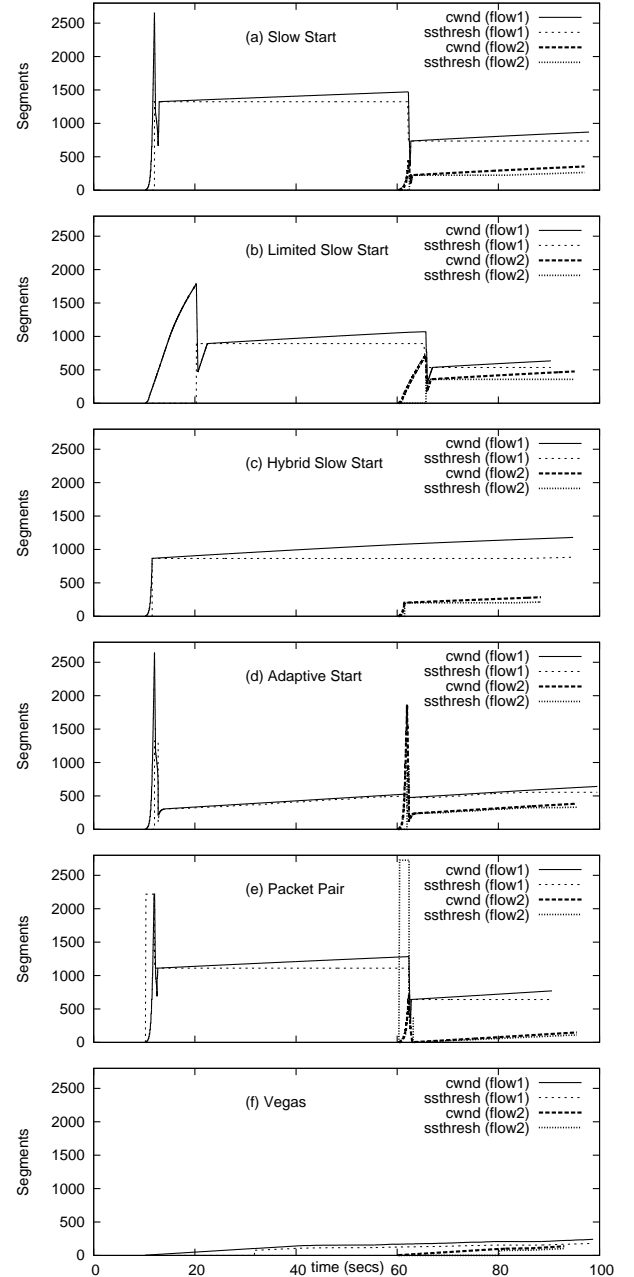 2500
2000
1500
1000
500
0
Segments
(a) Slow Start
cwnd (flow1)
ssthresh (flow1)
cwnd (flow2)
ssthresh (flow2)
2500
2000
1500
1000
500
0
Segments
(b) Limited Slow Start
cwnd (flow1)
ssthresh (flow1)
cwnd (flow2)
ssthresh (flow2)
2500
2000
1500
1000
500
0
Segments
(c) Hybrid Slow Start
cwnd (flow1)
ssthresh (flow1)
cwnd (flow2)
ssthresh (flow2)
2500
2000
1500
1000
500
0
Segments
(d) Adaptive Start
cwnd (flow1)
ssthresh (flow1)
cwnd (flow2)
ssthresh (flow2)
2500
2000
1500
1000
500
0
Segments
(e) Packet Pair
cwnd (flow1)
ssthresh (flow1)
cwnd (flow2)
ssthresh (flow2)
2500
2000
1500
1000
500
0
Segments
(f) Vegas
cwnd (flow1)
ssthresh (flow1)
cwnd (flow2)
ssthresh (flow2)
0 20 40 60 80 100
time (secs)